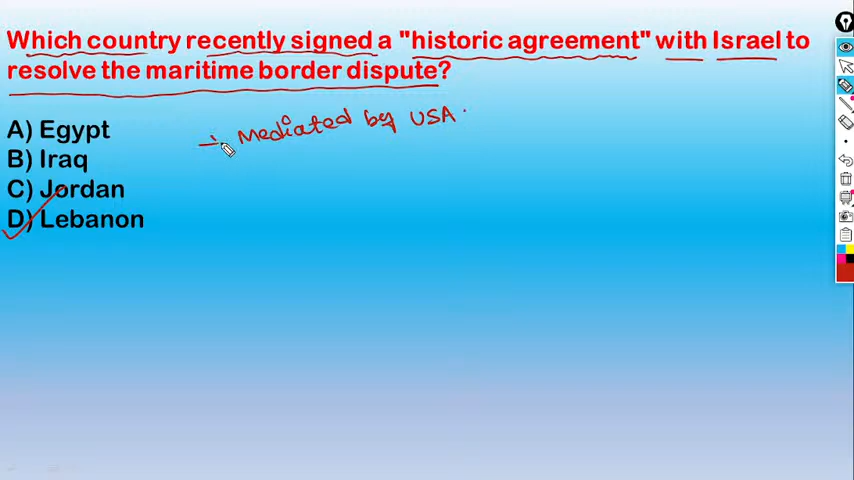 Which country recently signed a "historic agreement" with Israel to
resolve the maritime border dispute?
Mediated by USA.
A) Egypt
B) Iraq
C) Jordan
D) Lebanon